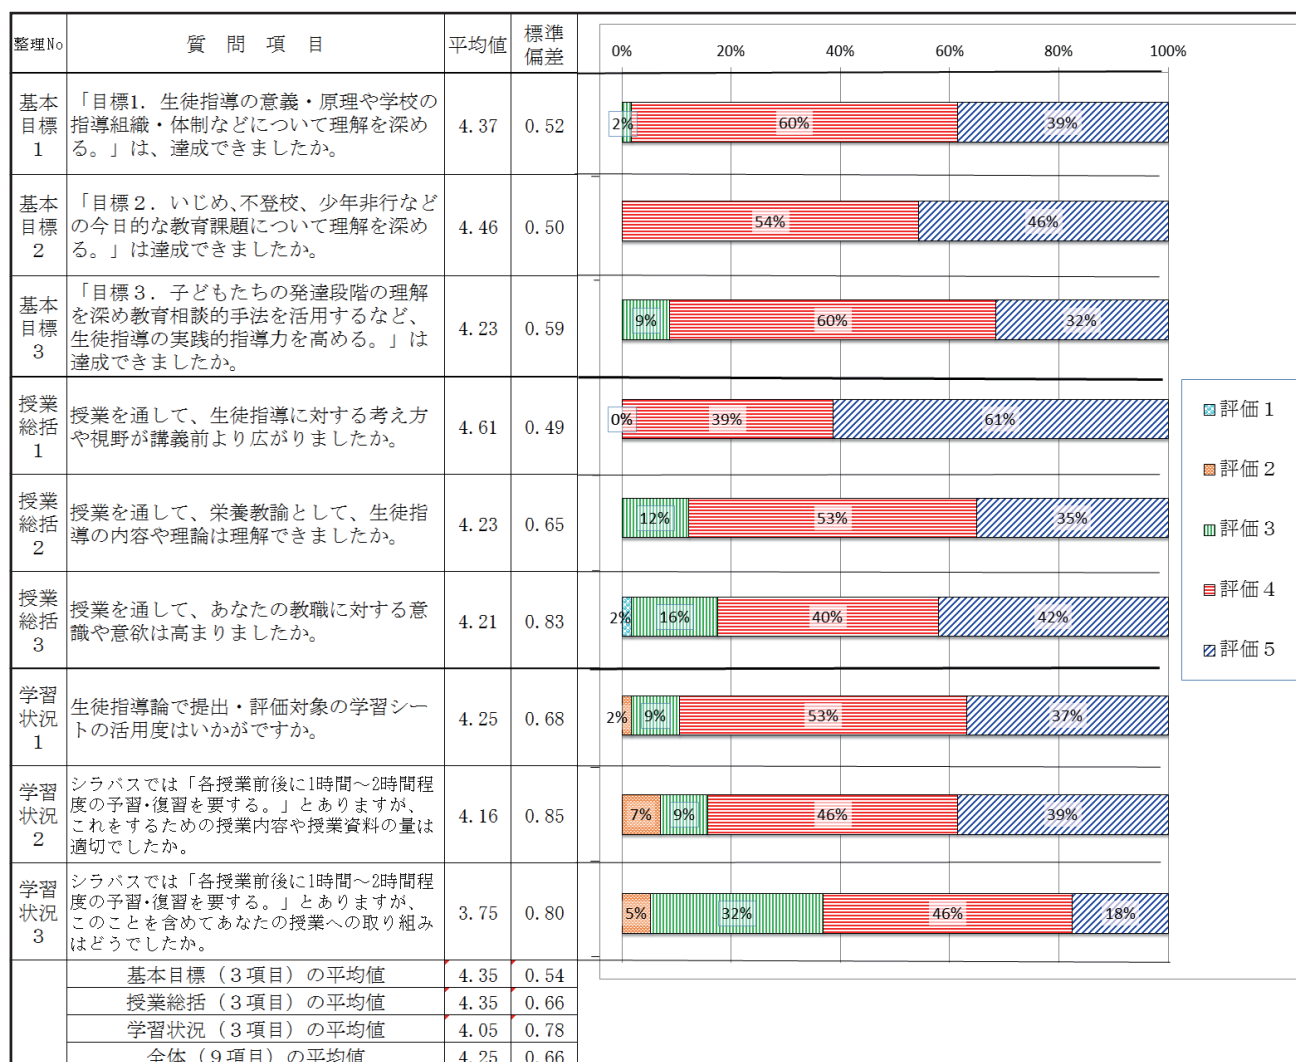 整理No 質問項目 平均値 標準
偏差
0% 20% 40% 60% 80% 100%
基本
目標
1
「目標1. 生徒指導の意義・原理や学校の
指導組織・体制などについて理解を深め
る。」は、達成できましたか。
4.37 0.52
2% 60% 39%
基本
目標
2
「目標２．いじめ、不登校、少年非行など
の今日的な教育課題について理解を深め
る。」は達成できましたか。
4.46 0.50
54% 46%
基本
目標
3
「目標３．子どもたちの発達段階の理解
を深め教育相談的手法を活用するなど、
生徒指導の実践的指導力を高める。」は
達成できましたか。
4.23 0.59
9% 60% 32%
授業
総括
1
授業を通して、生徒指導に対する考え方
や視野が講義前より広がりましたか。
4.61 0.49
0% 39% 61%
授業
総括
2
授業を通して、栄養教論として、生徒指
導の内容や理論は理解できましたか。
4.23 0.65
12% 53% 35%
授業
総括
3
授業を通して、あなたの教職に対する意
識や意欲は高まりましたか。
4.21 0.83
2% 16% 40% 42%
学習
状況
1
生徒指導論で提出・評価対象の学習シー
トの活用度はいかがですか。
4.25 0.68
2% 9% 53% 37%
学習
状況
2
シラバスでは「各授業前後に1時間～2時間程
度の予習・復習を要する。」とありますが、
これをするための授業内容や授業資料の量は
適切でしたか。
4.16 0.85
7% 9% 46% 39%
学習
状況
3
シラバスでは「各授業前後に1時間～2時間程
度の予習・復習を要する。」とありますが、
このことを含めてあなたの授業への取り組み
はどうでしたか。
3.75 0.80
5% 32% 46% 18%
評価１
評価２
評価３
評価４
評価５
基本目標（３項目）の平均値 4.35 0.54
授業総括（３項目）の平均値 4.35 0.66
学習状況（３項目）の平均値 4.05 0.78
全体（９項目）の平均値 4.25 0.66